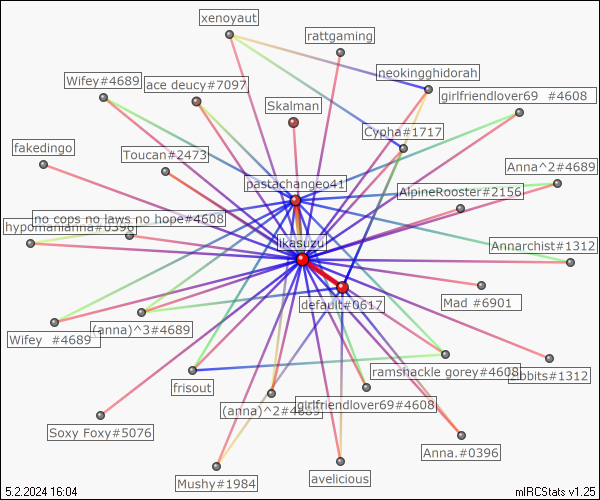 xenoyaut
rattgaming
neokingghidorah
Wifey#4689
ace deucy#7097
girlfriendlover69 #4608
Skalman
Cypha#1717
fakedingo
Toucan#2473
Anna^2#4689
pastachangeo41
AlpineRooster#2156
no cops no laws no hope#4608
hypomaniama#0396
ikasuzu
Annarchist#1312
default#0617
Mad #6901
Wifey #4689
(anna)^3#4689
ramshackle gorey#4608
#1312
frisout
(anna)^2#4689
girlfriendlover69#4608
Soxy Foxy#5076
Anna.#0396
Mushy#1984
avelicious
5.2.2024 16:04
mIRCStats v1.25